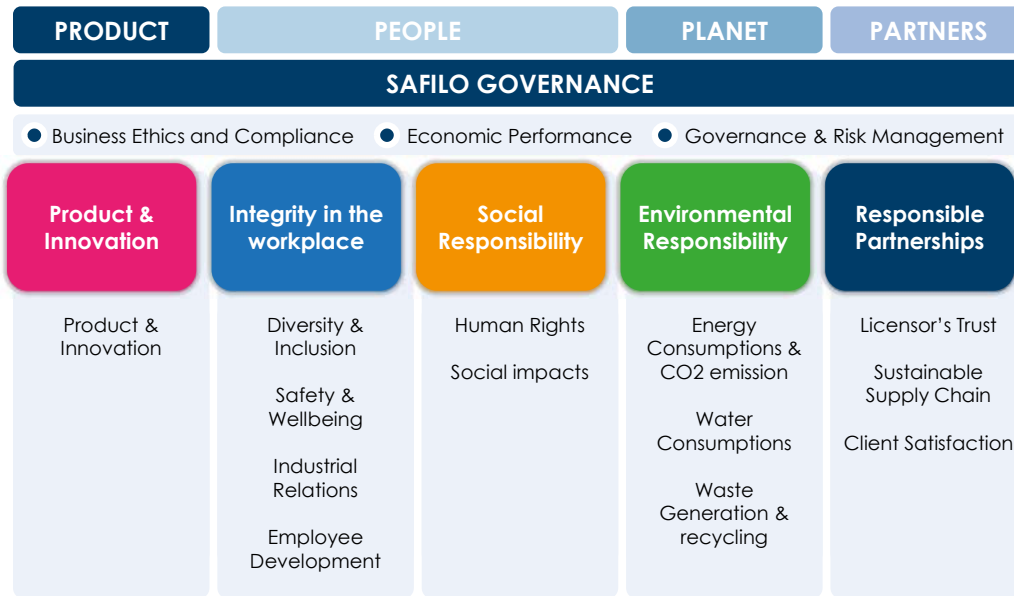 PRODUCT
PEOPLE
PLANET
PARTNERS
SAFILO GOVERNANCE
Business Ethics and Compliance
Economic Performance
Governance & Risk Management
Product &
Innovation
Integrity in the
workplace
Social
Responsibility
Environmental
Responsibility
Responsible
Partnerships
Product &
Innovation
Diversity &
Inclusion
Safety &
Wellbeing
Industrial
Relations
Employee
Development
Human Rights
Social impacts
Energy
Consumptions &
CO2 emission
Water
Consumptions
Waste
Generation &
recycling
Licensor’s Trust
Sustainable
Supply Chain
Client Satisfaction